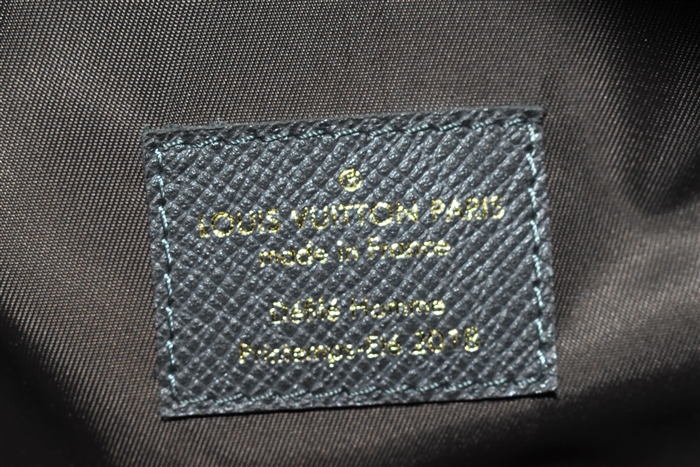 LOUIS VUITTON PARIS
made in France
Défilé Homme
Printemps-Été 2018